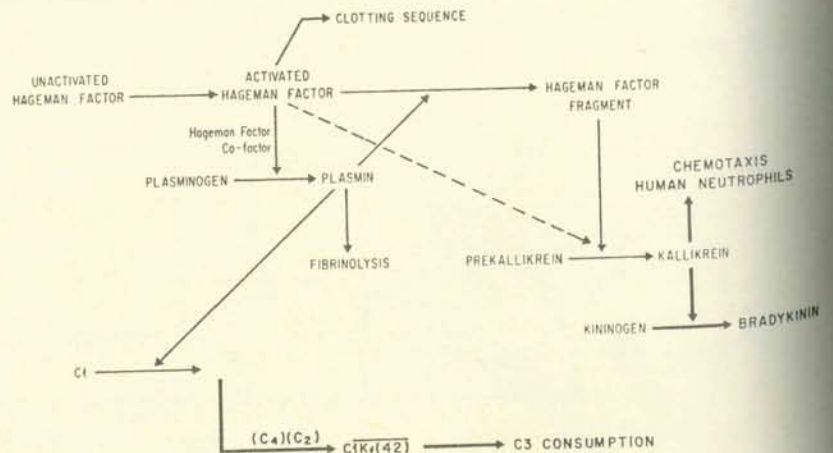 CLOTTING SEQUENCE
UNACTIVATED
HAGEMAN FACTOR
ACTIVATED
HAGEMAN FACTOR
HAGEMAN FACTOR
FRAGMENT
Hageman Factor
Co-factor
CHEMOTAXIS
HUMAN NEUTROPHILS
PLASMINOGEN
PLASMIN
FIBRINOLYSIS
PREKALLIKREIN
KALLIKREIN
KININOGEN
BRADYKININ
(C4)(C2)
C3 CONSUMPTION